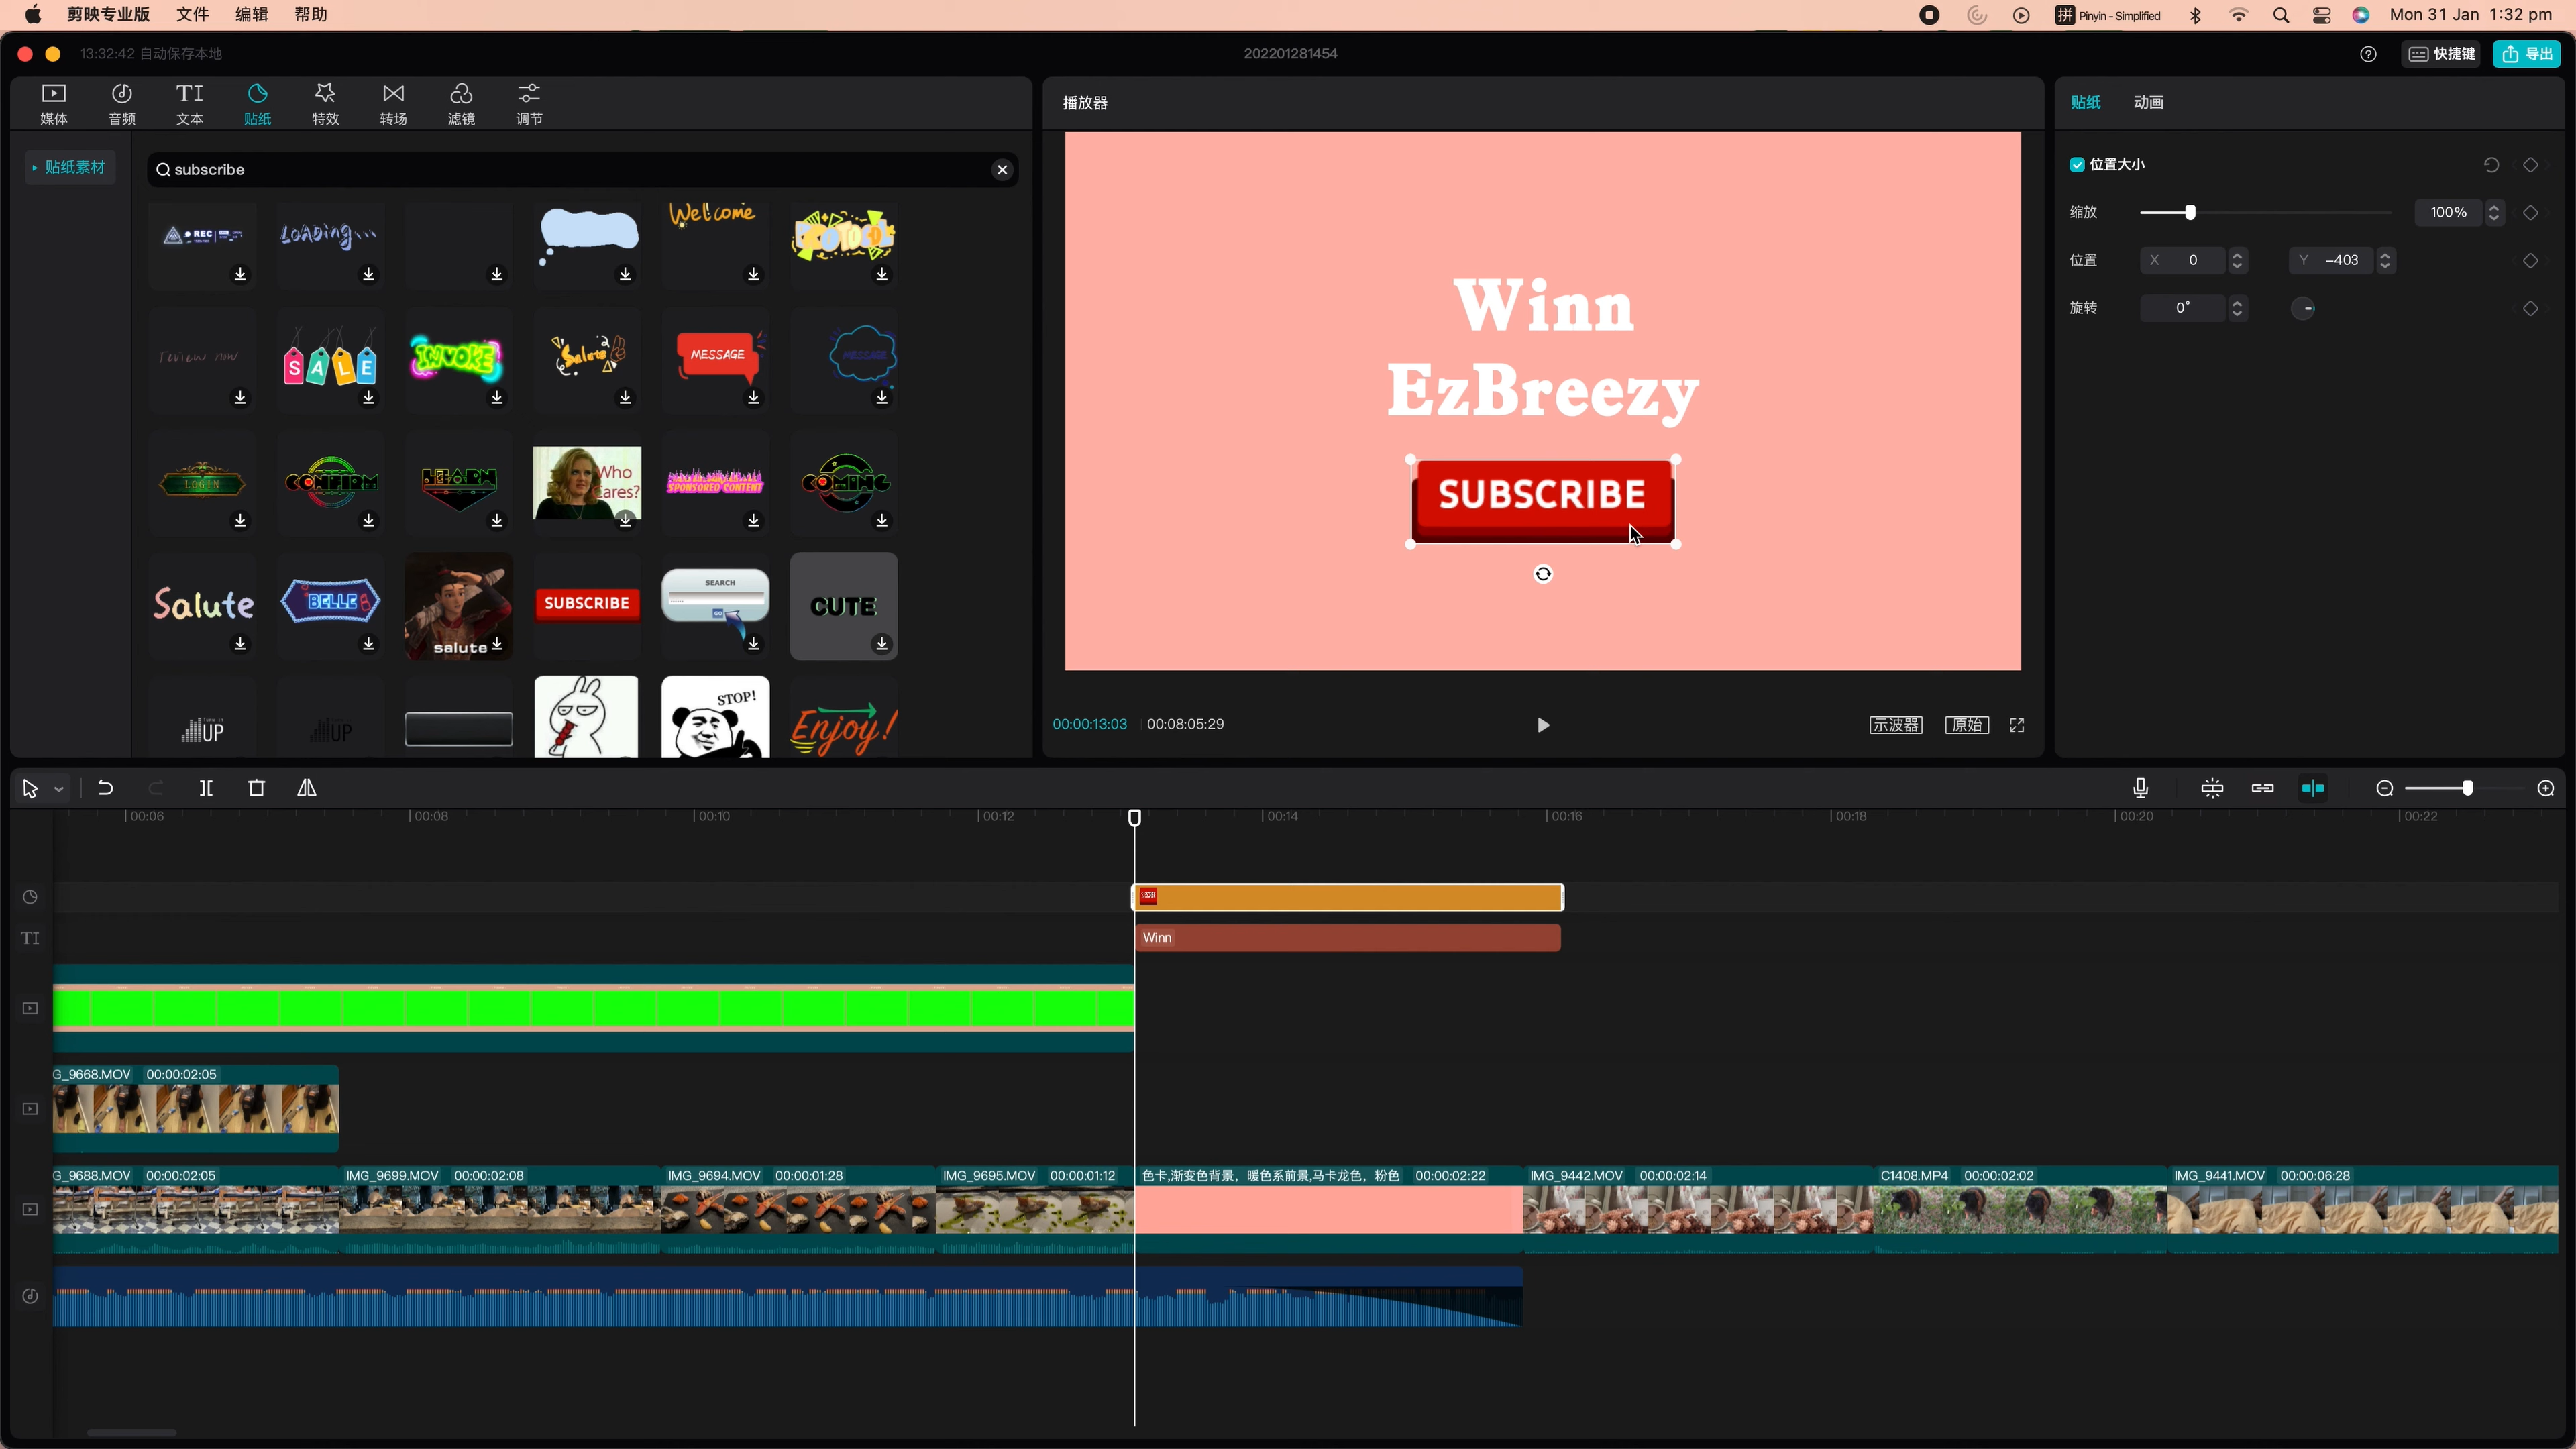 剪映专业版 文件 编辑 帮助
拼 Pinyin - Simplified Mon 31 Jan 1:32 pm
13:32:42 自动保存本地
202201281454
快捷键 导出
媒体 音频 文本 贴纸 特效 转场 滤镜 调节
贴纸素材
subscribe
REC LOADING... Welcome
review now SALE INVOKE Salute MESSAGE MESSAGE
LOGIN CONFIRM LEARN Who Cares? SPONSORED CONTENT COMING
Salute BELLE salute SUBSCRIBE SEARCH GO CUTE
UP UP STOP! Enjoy!
播放器
Winn
EzBreezy
SUBSCRIBE
00:00:13:03 00:08:05:29
示波器 原始
贴纸 动画
位置大小
缩放 100%
位置 X 0 Y -403
旋转 0°
00:06 00:08 00:10 00:12 00:14 00:16 00:18 00:20 00:22
TI
Winn
G_9668.MOV 00:00:02:05
G_9688.MOV 00:00:02:05 IMG_9699.MOV 00:00:02:08 IMG_9694.MOV 00:00:01:28 IMG_9695.MOV 00:00:01:12 色卡,渐变色背景，暖色系前景,马卡龙色，粉色 00:00:02:22 IMG_9442.MOV 00:00:02:14 C1408.MP4 00:00:02:02 IMG_9441.MOV 00:00:06:28